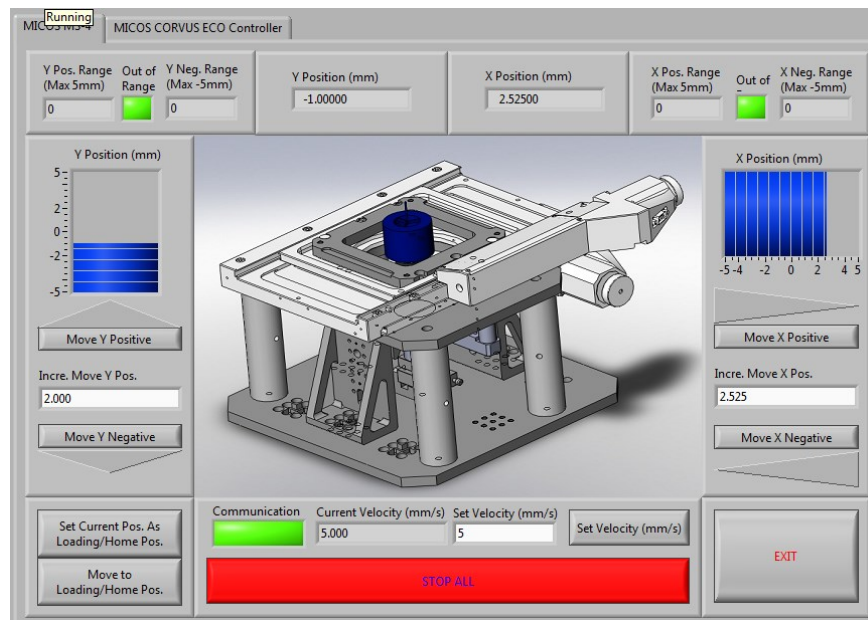 Running
MICOS MS-4
MICOS CORVUS ECO Controller
Y Pos. Range
(Max 5mm)
0
Out of
Range
Y Neg. Range
(Max -5mm)
0
Y Position (mm)
-1.00000
X Position (mm)
2.52500
X Pos. Range
(Max 5mm)
0
Out of
X Neg. Range
(Max -5mm)
0
Y Position (mm)
5
2
0
-2
-5
Move Y Positive
Incre. Move Y Pos.
2.000
Move Y Negative
X Position (mm)
-5 -4 -2 0 2 4 5
Move X Positive
Incre. Move X Pos.
2.525
Move X Negative
Set Current Pos. As
Loading/Home Pos.
Move to
Loading/Home Pos.
Communication
Current Velocity (mm/s)
5.000
Set Velocity (mm/s)
5
Set Velocity (mm/s)
STOP ALL
EXIT